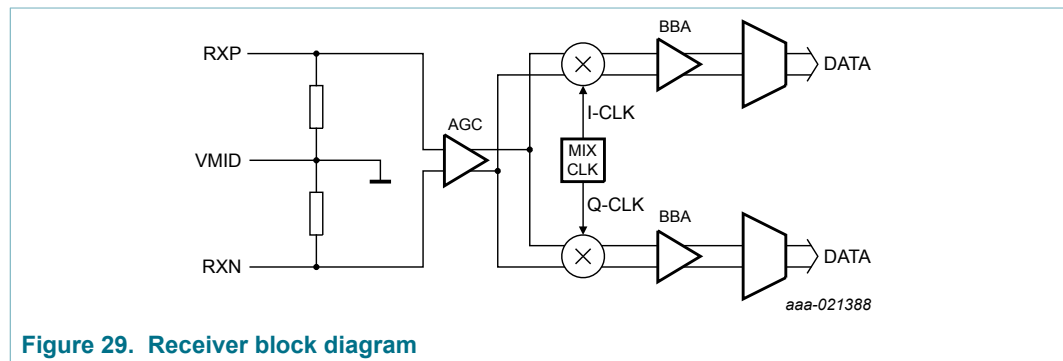 RXP
VMID
RXN
AGC
BBA
DATA
I-CLK
MIX
CLK
Q-CLK
BBA
DATA
aaa-021388
Figure 29. Receiver block diagram